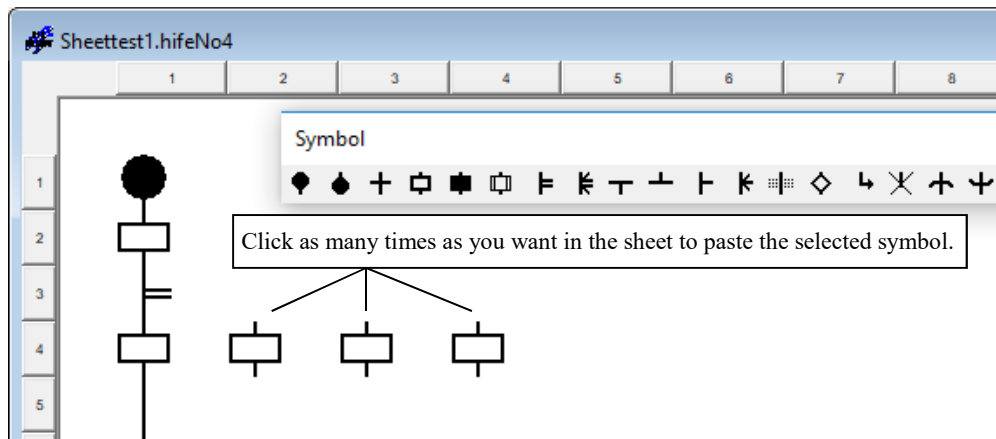 Sheettest1.hifeNo4
1 2 3 4 5 6 7 8
Symbol
1
2
Click as many times as you want in the sheet to paste the selected symbol.
3
4
5